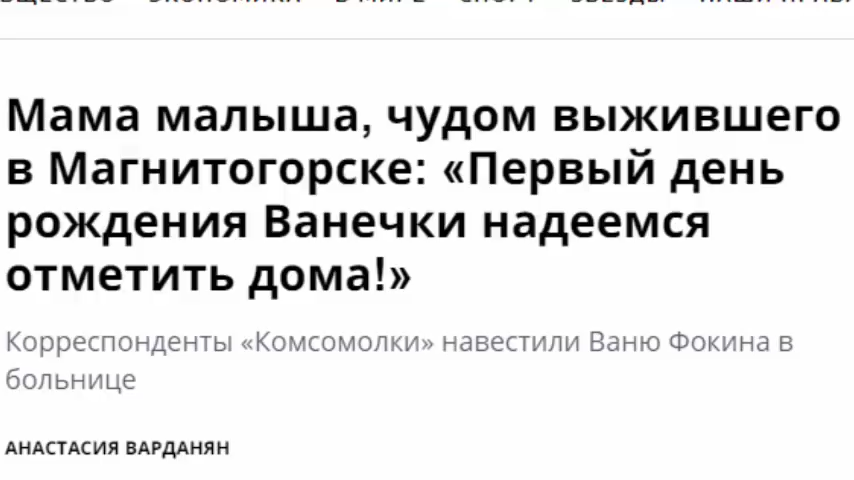 Мама малыша, чудом выжившего
в Магнитогорске: «Первый день
рождения Ванечки надеемся
отметить дома!»
Корреспонденты «Комсомолки» навестили Ваню Фокина в
больнице
АНАСТАСИЯ ВАРДАНЯН